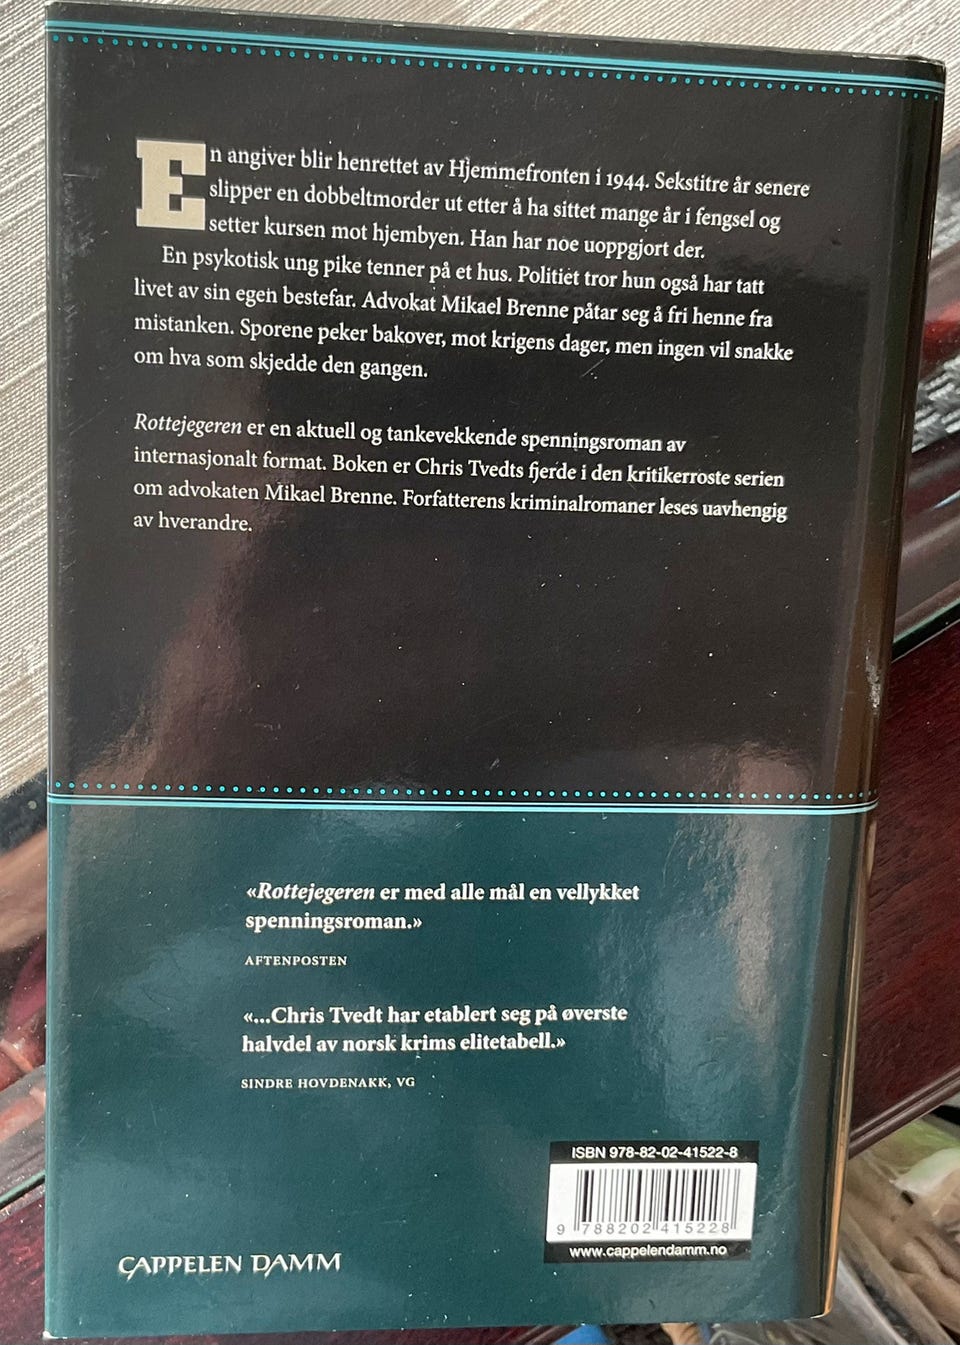 En angiver blir henrettet av Hjemmefronten i 1944. Sekstitre år senere
slipper en dobbeltmorder ut etter å ha sittet mange år i fengsel og
setter kursen mot hjembyen. Han har noe uoppgjort der.
En psykotisk ung pike tenner på et hus. Politiet tror hun også har tatt
livet av sin egen bestefar. Advokat Mikael Brenne påtar seg å fri henne fra
mistanken. Sporene peker bakover, mot krigens dager, men ingen vil snakke
om hva som skjedde den gangen.
Rottejegeren er en aktuell og tankevekkende spenningsroman av
internasjonalt format. Boken er Chris Tvedts fjerde i den kritikerroste serien
om advokaten Mikael Brenne. Forfatterens kriminalromaner leses uavhengig
av hverandre.
«Rottejegeren er med alle mål en vellykket
spenningsroman.»
AFTENPOSTEN
«...Chris Tvedt har etablert seg på øverste
halvdel av norsk krims elitetabell.»
SINDRE HOVDENAKK, VG
ISBN 978-82-02-41522-8
9 788202 415228
www.cappelendamm.no
CAPPELEN DAMM